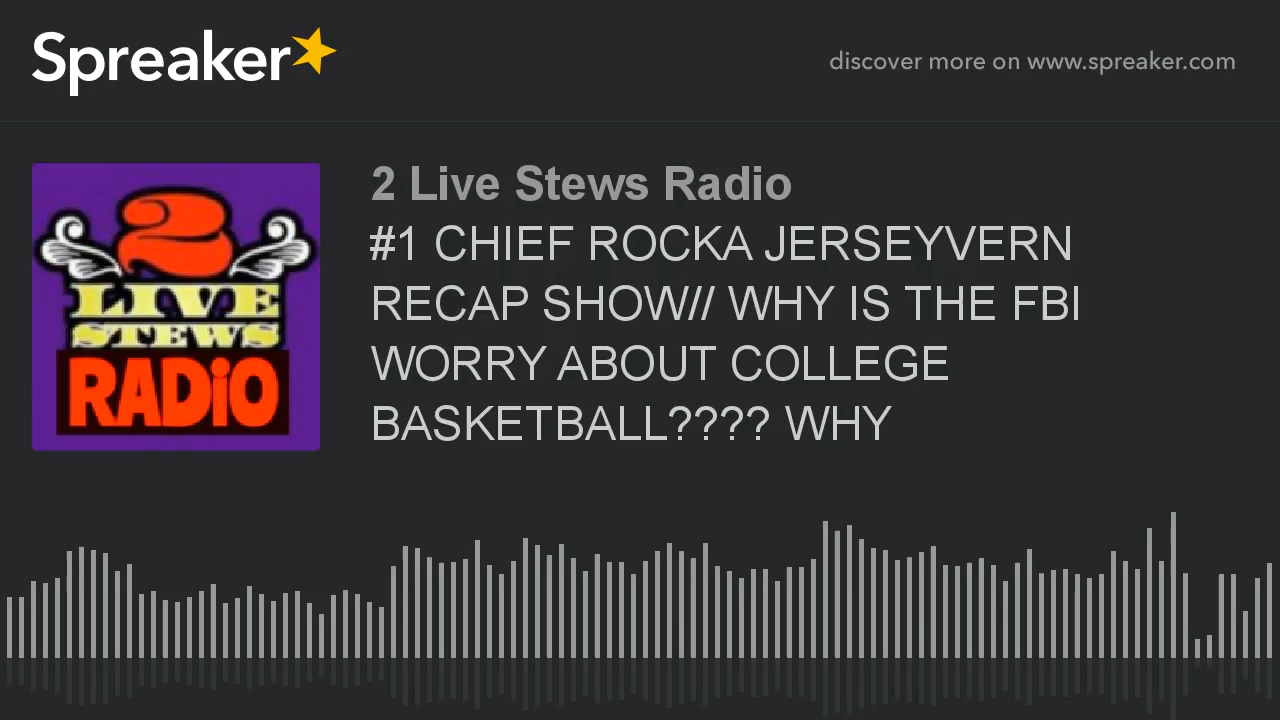 Spreaker
discover more on www.spreaker.com
2
LIVE
STEWS
RADiO
2 Live Stews Radio
#1 CHIEF ROCKA JERSEYVERN
RECAP SHOW// WHY IS THE FBI
WORRY ABOUT COLLEGE
BASKETBALL???? WHY